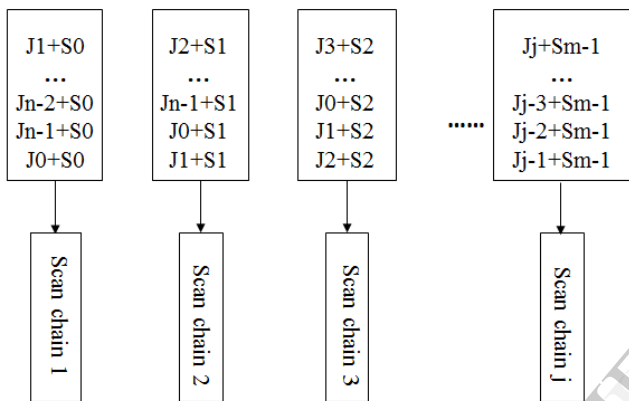 J1+S0
...
Jn-2+S0
Jn-1+S0
J0+S0
J2+S1
...
Jn-1+S1
J0+S1
J1+S1
J3+S2
...
J0+S2
J1+S2
J2+S2
......
Jj+Sm-1
...
Jj-3+Sm-1
Jj-2+Sm-1
Jj-1+Sm-1
Scan chain 1
Scan chain 2
Scan chain 3
Scan chain j